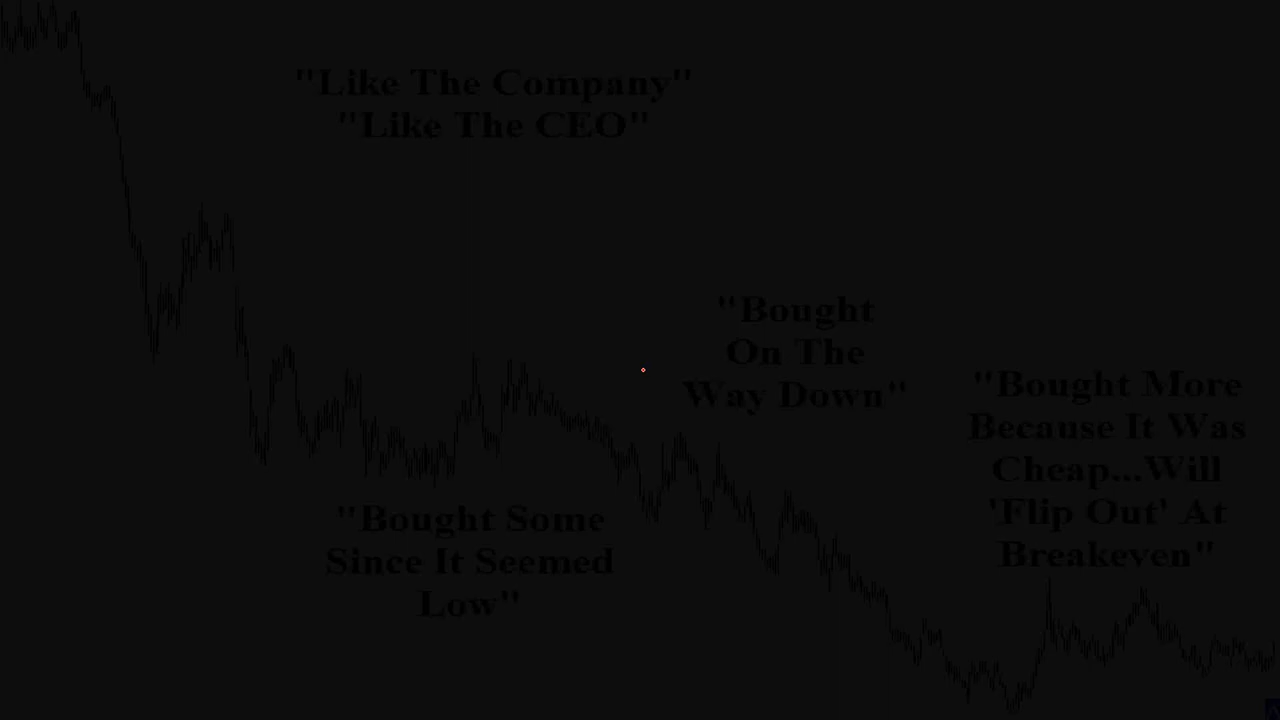 "Like The Company"
"Like The CEO"
"Bought
On The
Way Down"
"Bought More
Because It Was
Cheap...Will
'Flip Out' At
Breakeven"
"Bought Some
Since It Seemed
Low"